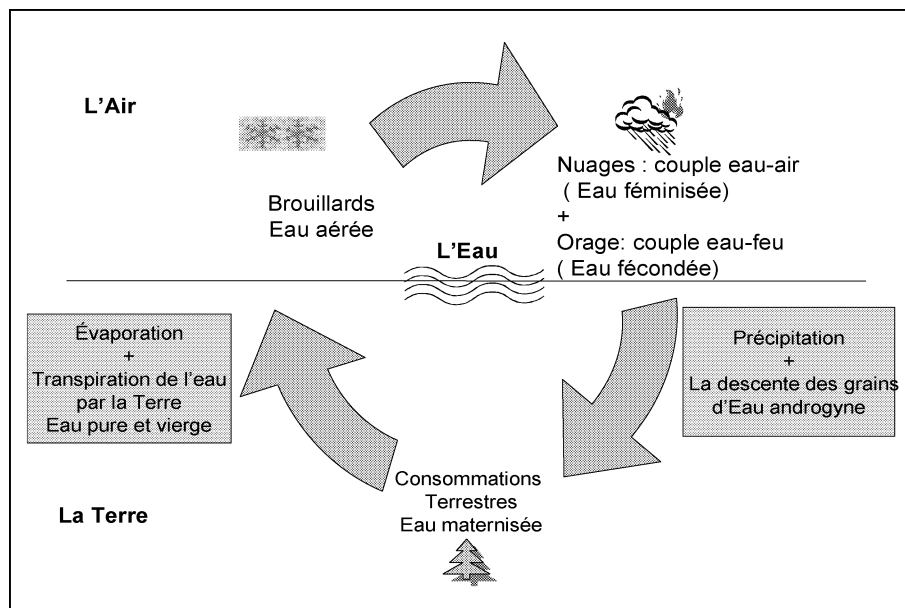 L'Air
Brouillards
Eau aérée
Nuages : couple eau-air
( Eau féminisée)
+
Orage: couple eau-feu
( Eau fécondée)
L'Eau
Évaporation
+
Transpiration de l'eau
par la Terre
Eau pure et vierge
Précipitation
+
La descente des grains
d'Eau androgyne
Consommations
Terrestres
Eau maternisée
La Terre